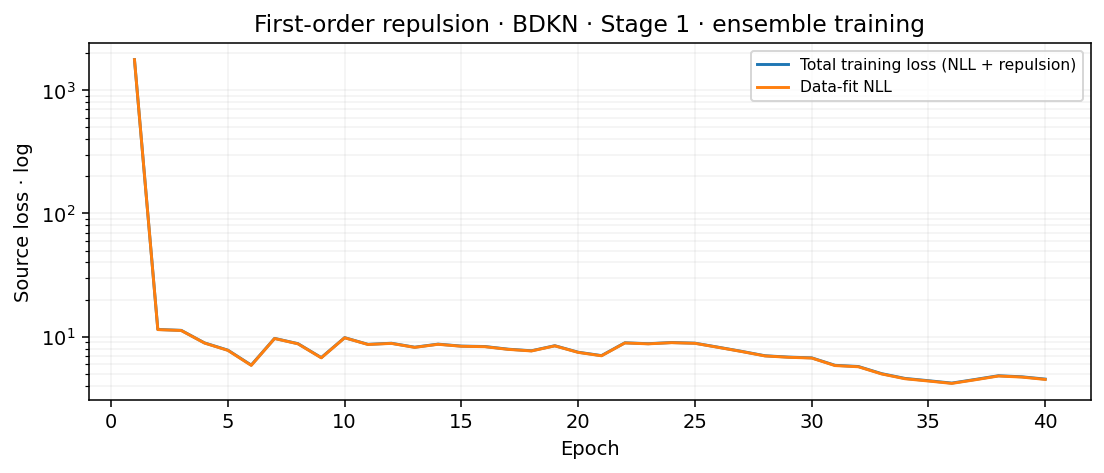 First-order repulsion · BDKN · Stage 1 · ensemble training
Total training loss (NLL + repulsion)
Data-fit NLL
Source loss · log
10³
10²
10¹
0 5 10 15 20 25 30 35 40
Epoch